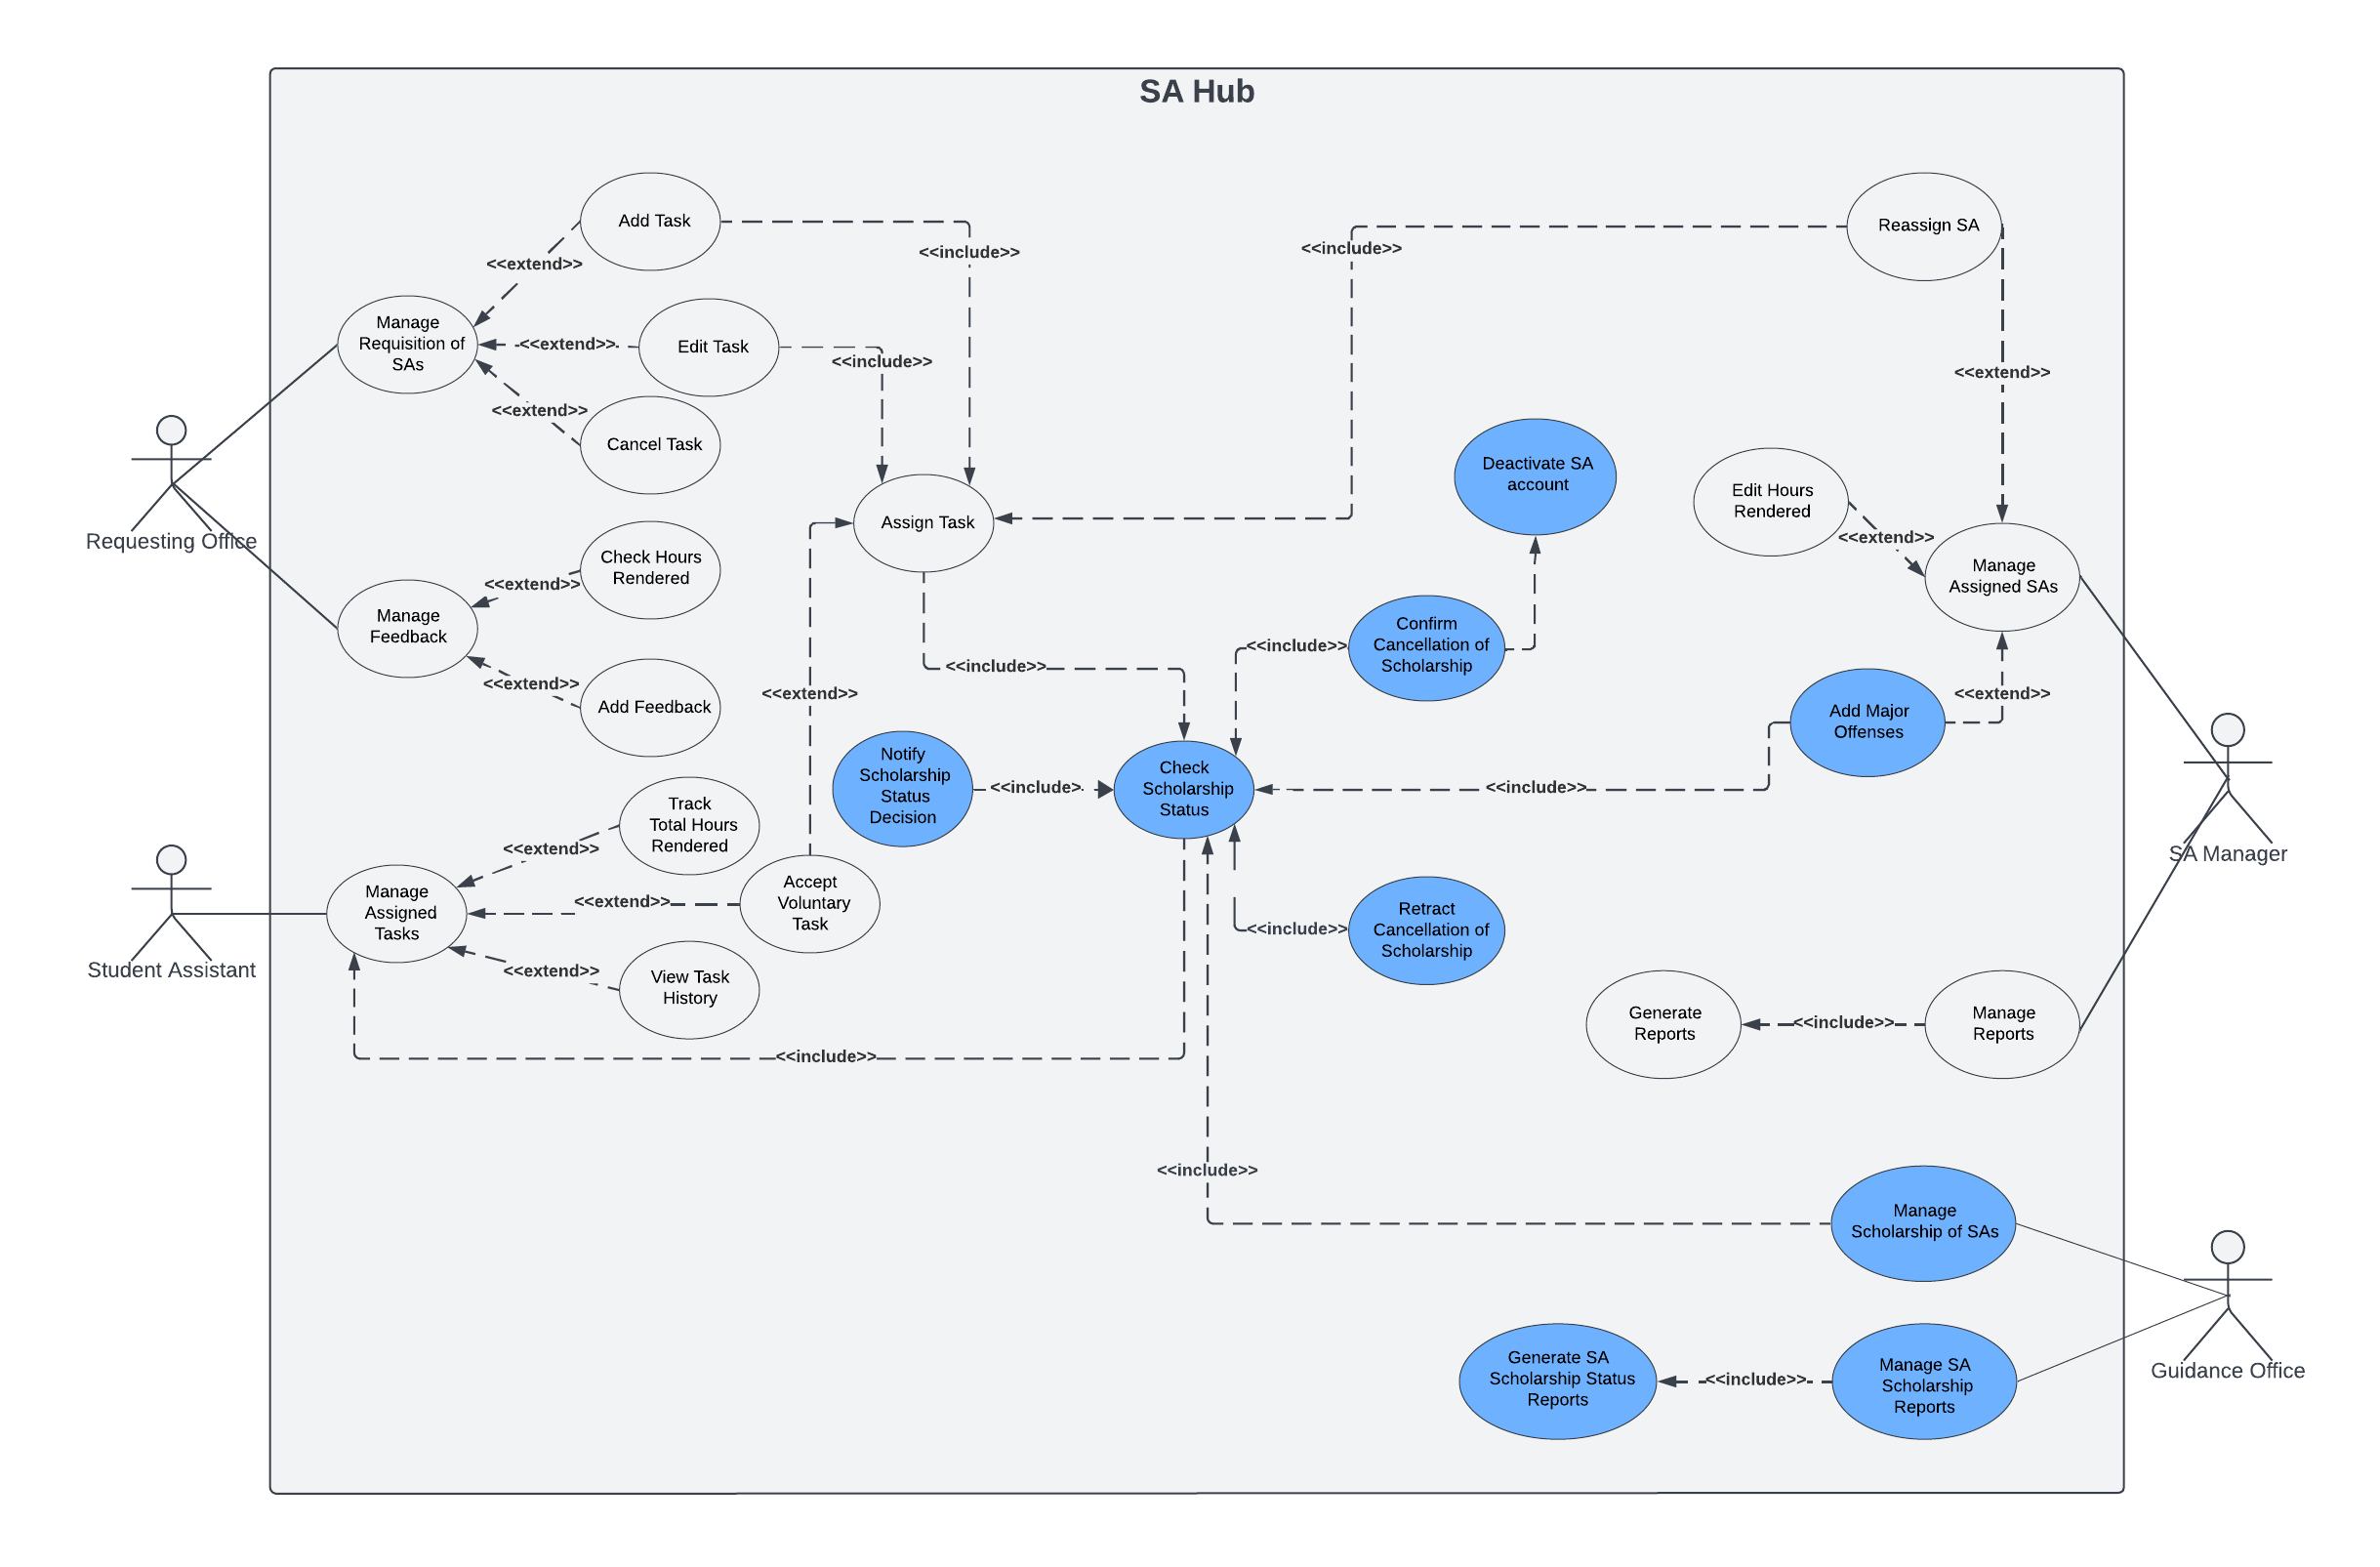 SA Hub
Add Task
Reassign SA
<<include>>
<<include>>
<<extend>>
Manage
Requisition of
SAs
<<extend>>
Edit Task
<<include>>
<<extend>>
<<extend>>
Cancel Task
Requesting Office
Deactivate SA
account
Edit Hours
Rendered
<<extend>>
Assign Task
Check Hours
Rendered
<<extend>>
Manage
Assigned SAs
Manage
Feedback
Confirm
Cancellation of
Scholarship
<<include>>
<<include>>
<<extend>>
Add Feedback
<<extend>>
<<extend>>
Add Major
Offenses
Notify
Scholarship
Status
Decision
<<include>
Check
Scholarship
Status
<<include>>
Track
Total Hours
Rendered
<<extend>>
SA Manager
Manage
Assigned
Tasks
<<extend>>
Accept
Voluntary
Task
Retract
Cancellation of
Scholarship
<<include>>
Student Assistant
<<extend>>
View Task
History
Generate
Reports
<<include>>
Manage
Reports
<<include>>
<<include>>
Manage
Scholarship of SAs
Guidance Office
Generate SA
Scholarship Status
Reports
<<include>>
Manage SA
Scholarship
Reports